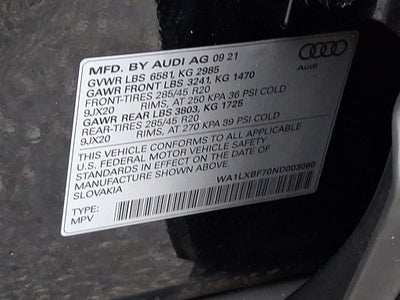 MFD. BY AUDI AG 09 21
GVWR LBS 6581, KG 2985
GAWR FRONT LBS 3241, KG 1470
FRONT-TIRES 285/45 R20
9JX20 RIMS, AT 250 KPA 36 PSI COLD
GAWR REAR LBS 3803, KG 1725
REAR-TIRES 285/45 R20
9JX20 RIMS, AT 270 KPA 39 PSI COLD
THIS VEHICLE CONFORMS TO ALL APPLICABLE
U.S. FEDERAL MOTOR VEHICLE SAFETY
STANDARDS IN EFFECT ON THE DATE OF
MANUFACTURE SHOWN ABOVE.
SLOVAKIA
WA1LXBF70ND003080
TYPE:
MPV
Audi